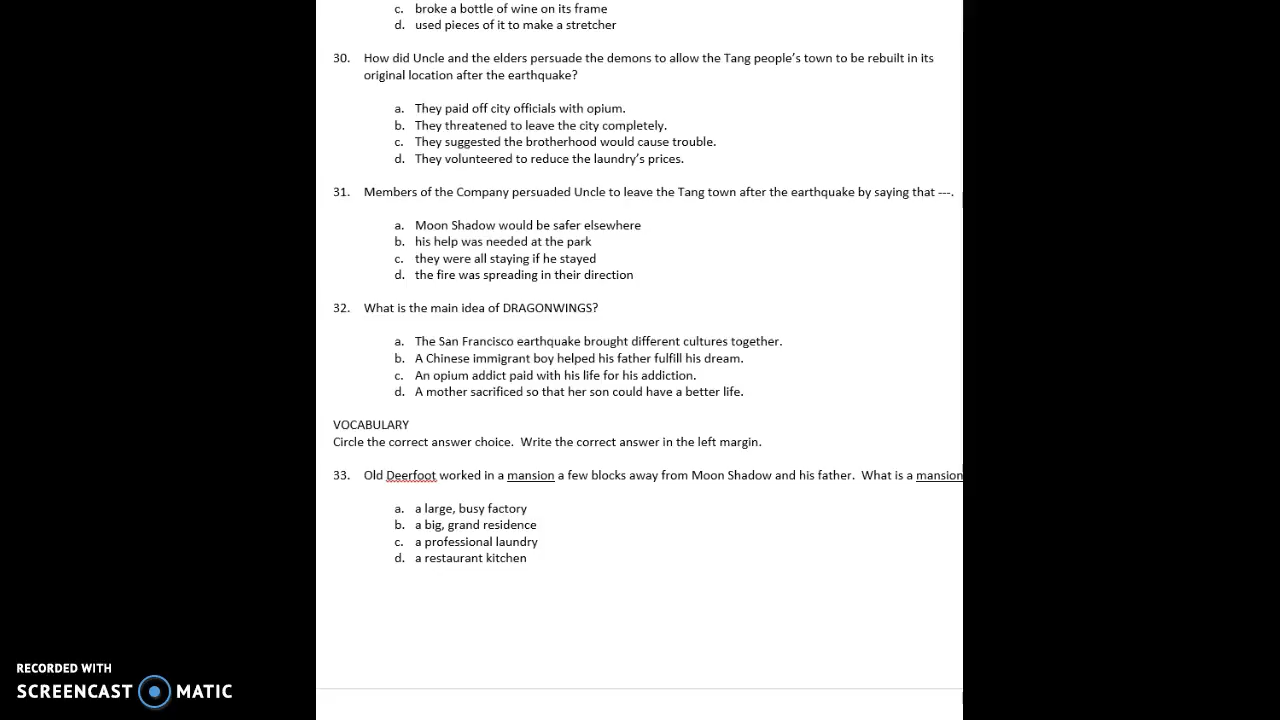 c. broke a bottle of wine on its frame
d. used pieces of it to make a stretcher
30. How did Uncle and the elders persuade the demons to allow the Tang people's town to be rebuilt in its
original location after the earthquake?
a. They paid off city officials with opium.
b. They threatened to leave the city completely.
c. They suggested the brotherhood would cause trouble.
d. They volunteered to reduce the laundry's prices.
31. Members of the Company persuaded Uncle to leave the Tang town after the earthquake by saying that ---.
a. Moon Shadow would be safer elsewhere
b. his help was needed at the park
c. they were all staying if he stayed
d. the fire was spreading in their direction
32. What is the main idea of DRAGONWINGS?
a. The San Francisco earthquake brought different cultures together.
b. A Chinese immigrant boy helped his father fulfill his dream.
c. An opium addict paid with his life for his addiction.
d. A mother sacrificed so that her son could have a better life.
VOCABULARY
Circle the correct answer choice. Write the correct answer in the left margin.
33. Old Deerfoot worked in a mansion a few blocks away from Moon Shadow and his father. What is a mansion
a. a large, busy factory
b. a big, grand residence
c. a professional laundry
d. a restaurant kitchen
RECORDED WITH
SCREENCAST MATIC